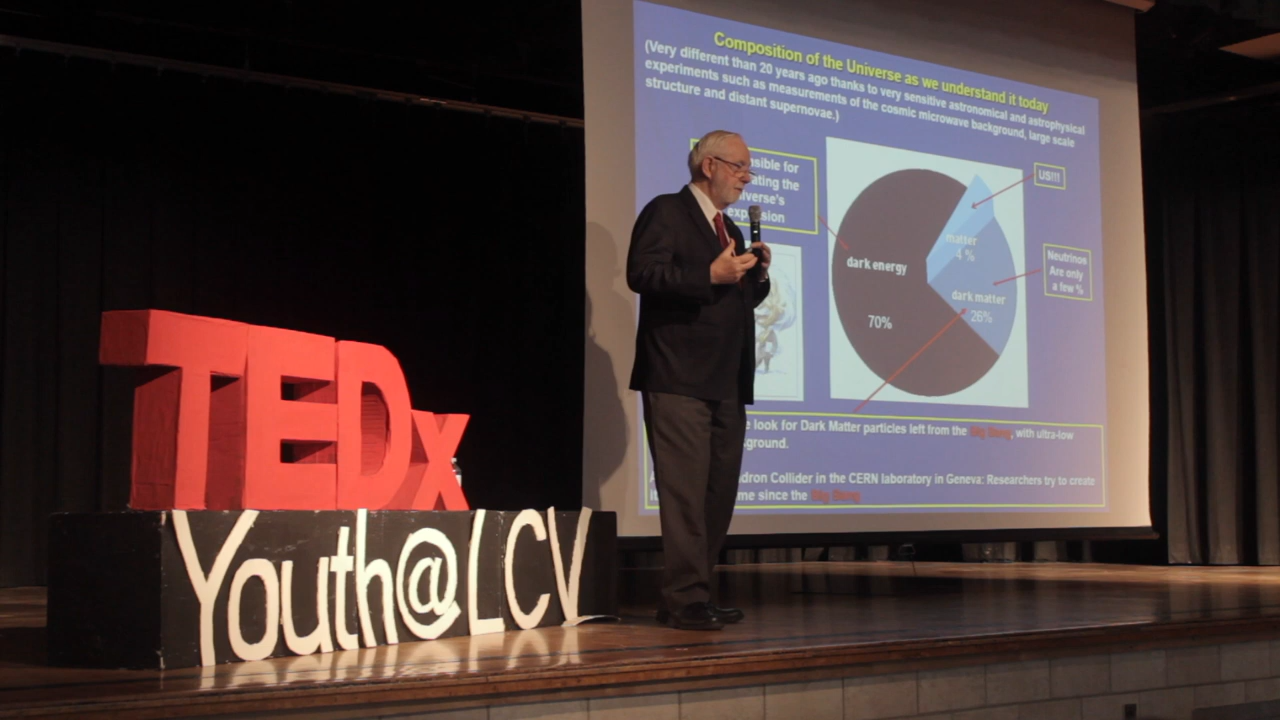 Composition of the Universe as we understand it today
(Very different than 20 years ago thanks to very sensitive astronomical and astrophysical
experiments such as measurements of the cosmic microwave background, large scale
structure and distant supernovae.)
US!!!
matter
4 %
dark energy
70%
dark matter
26%
Neutrinos
Are only
a few %
for
the
look for Dark Matter particles left from the Big Bang, with ultra-low
Collider in the CERN laboratory in Geneva: Researchers try to create
since the Big Bang
TEDx
Youth@LCV